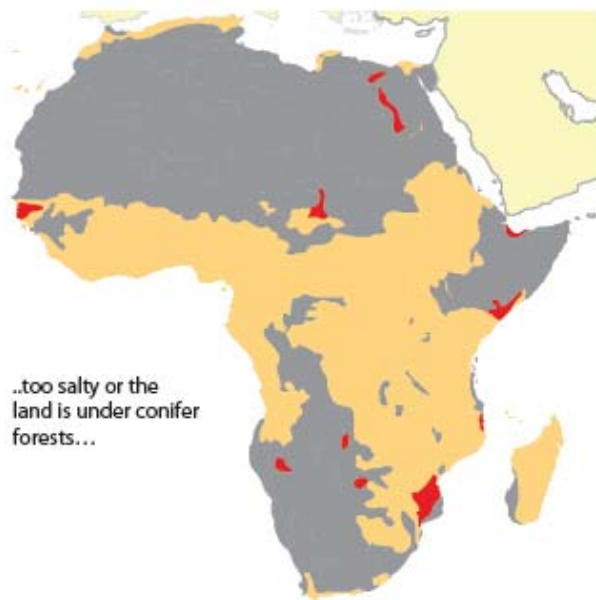 ..too salty or the
land is under conifer
forests...